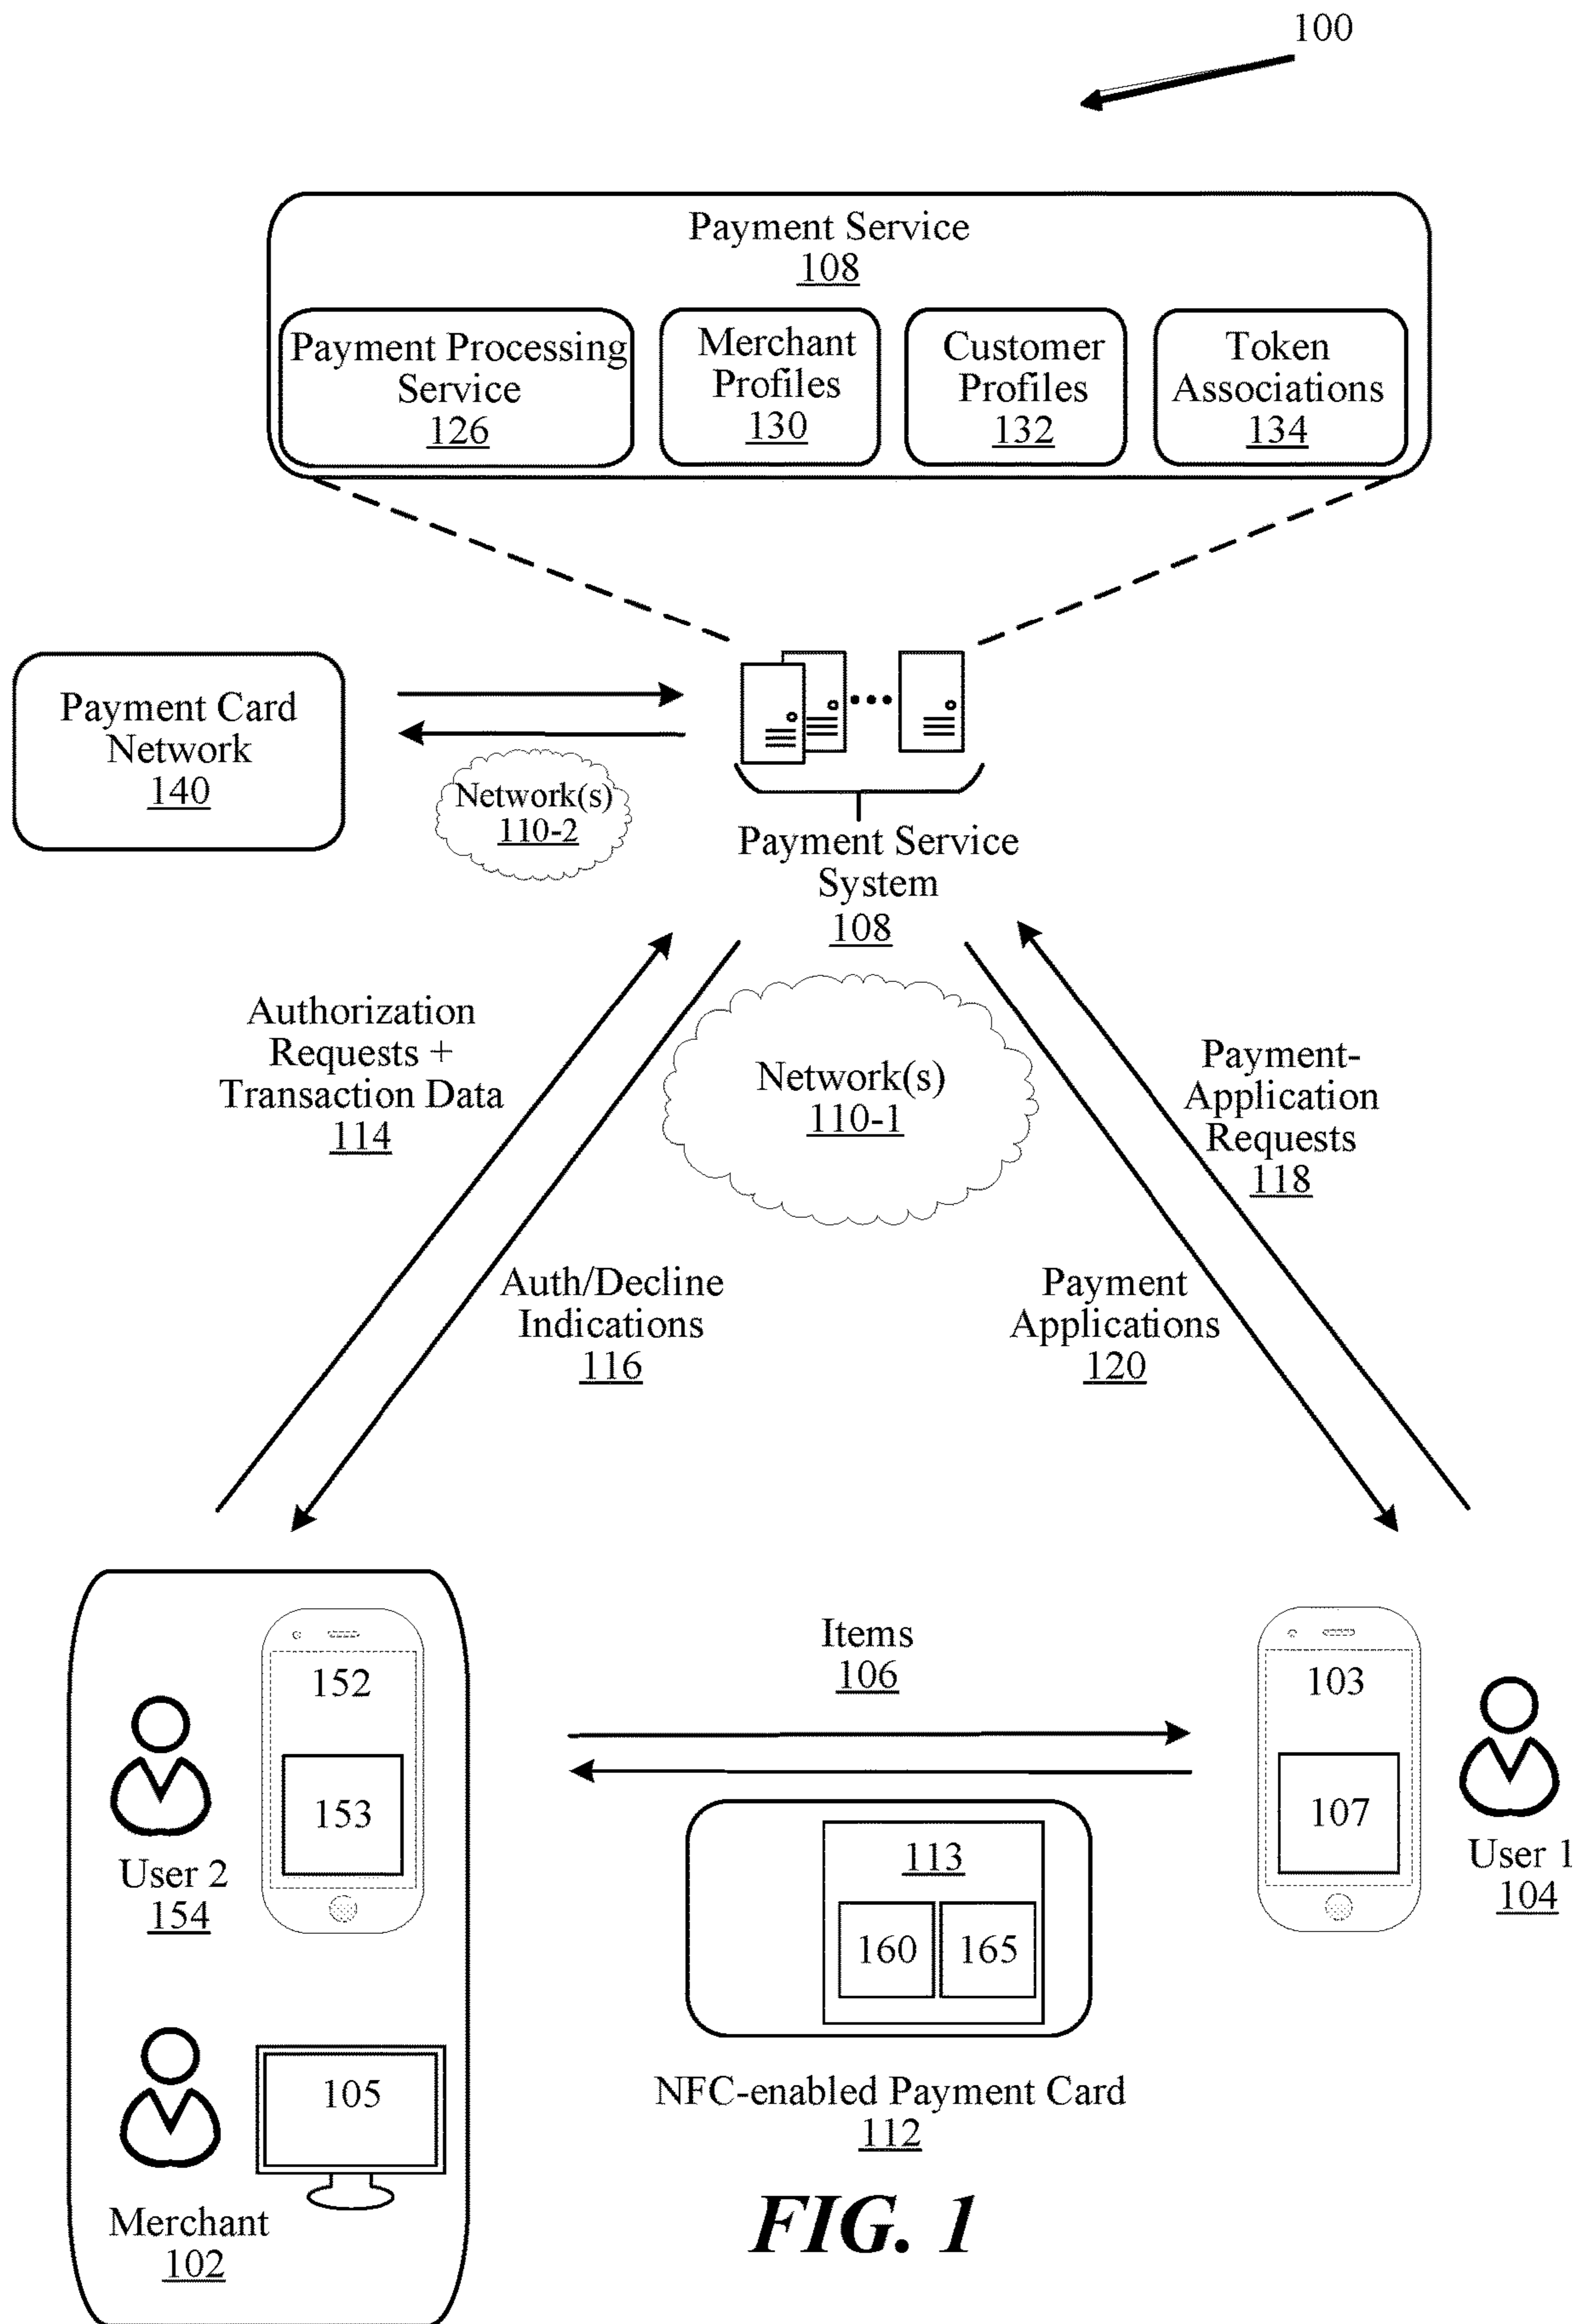 100
Payment Service
108
Payment Processing
Service
126
Merchant
Profiles
130
Customer
Profiles
132
Token
Associations
134
Payment Card
Network
140
Network(s)
110-2
Payment Service
System
108
Authorization
Requests +
Transaction Data
114
Network(s)
110-1
Payment-
Application
Requests
118
Auth/Decline
Indications
116
Payment
Applications
120
152
153
User 2
154
Items
106
103
107
User 1
104
113
160
165
105
Merchant
102
NFC-enabled Payment Card
112
FIG. 1